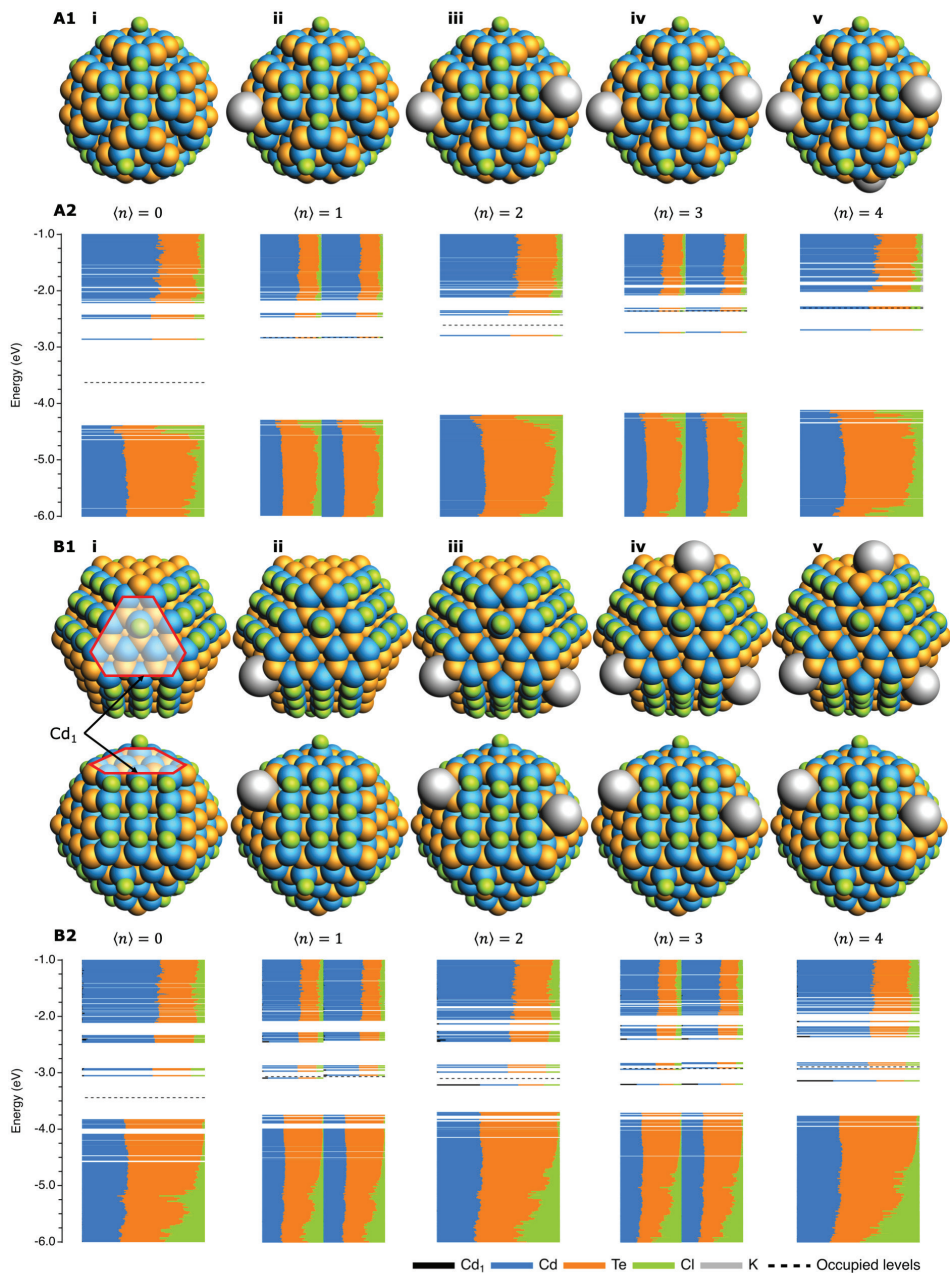 A1 i ii iii iv v
A2 ⟨n⟩ = 0 ⟨n⟩ = 1 ⟨n⟩ = 2 ⟨n⟩ = 3 ⟨n⟩ = 4
-1.0
-2.0
-3.0
-4.0
-5.0
-6.0
Energy (eV)
B1 i ii iii iv v
Cd1
B2 ⟨n⟩ = 0 ⟨n⟩ = 1 ⟨n⟩ = 2 ⟨n⟩ = 3 ⟨n⟩ = 4
-1.0
-2.0
-3.0
-4.0
-5.0
-6.0
Energy (eV)
Cd1 Cd Te Cl K Occupied levels